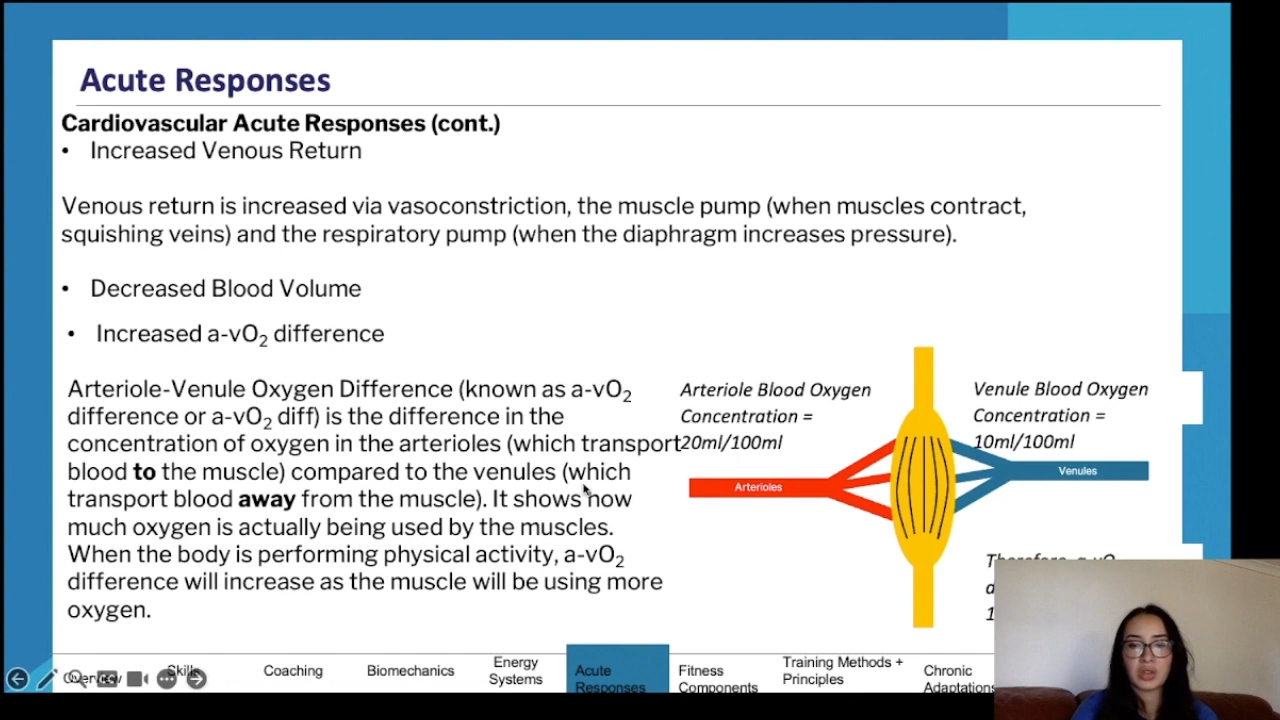 Acute Responses
Cardiovascular Acute Responses (cont.)
• Increased Venous Return
Venous return is increased via vasoconstriction, the muscle pump (when muscles contract,
squishing veins) and the respiratory pump (when the diaphragm increases pressure).
• Decreased Blood Volume
• Increased a-vO₂ difference
Arteriole-Venule Oxygen Difference (known as a-vO₂
difference or a-vO₂ diff) is the difference in the
concentration of oxygen in the arterioles (which transport
blood to the muscle) compared to the venules (which
transport blood away from the muscle). It shows how
much oxygen is actually being used by the muscles.
When the body is performing physical activity, a-vO₂
difference will increase as the muscle will be using more
oxygen.
Arteriole Blood Oxygen
Concentration =
20ml/100ml
Venule Blood Oxygen
Concentration =
10ml/100ml
Arterioles
Venules
Overview
Skills
Coaching
Biomechanics
Energy
Systems
Acute
Responses
Fitness
Components
Training Methods +
Principles
Chronic
Adaptations